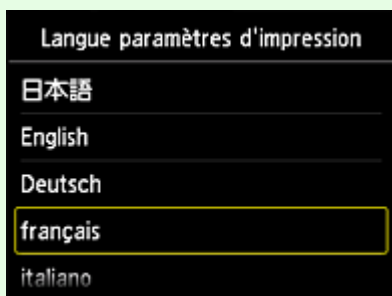 Langue paramètres d'impression
日本語
English
Deutsch
français
italiano